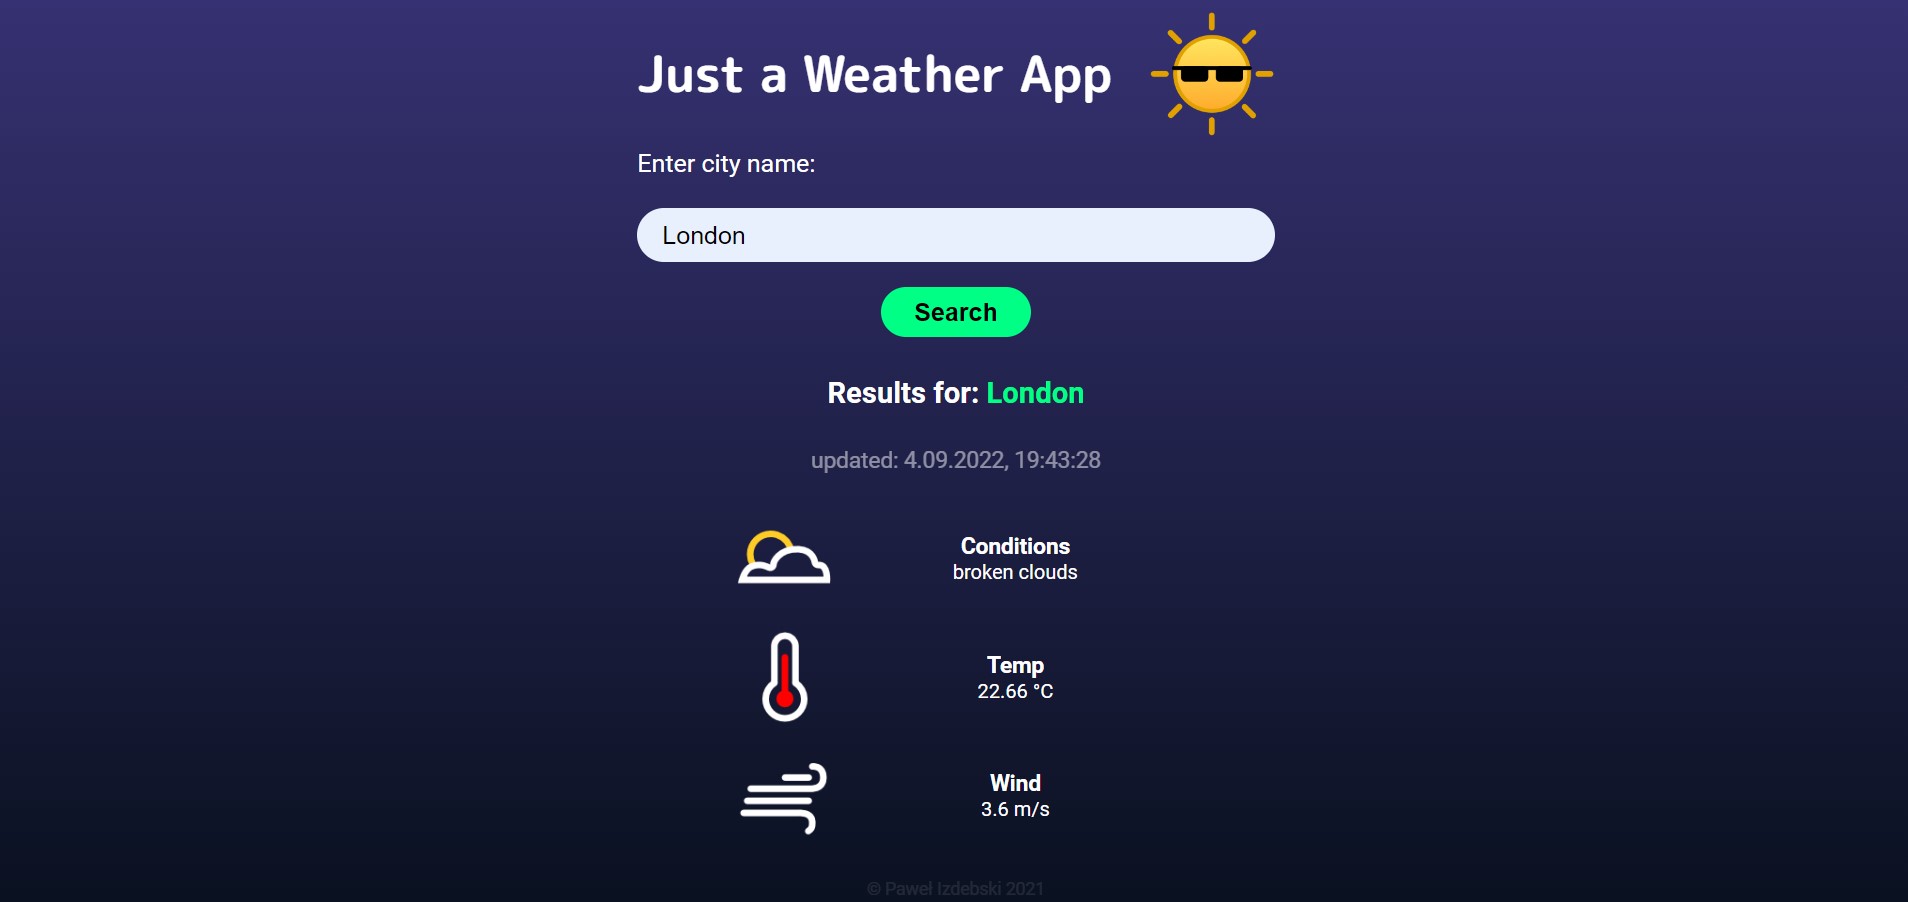 Just a Weather App
Enter city name:
London
Search
Results for: London
updated: 4.09.2022, 19:43:28
Conditions
broken clouds
Temp
22.66 °C
Wind
3.6 m/s
© Paweł Izdebski 2021